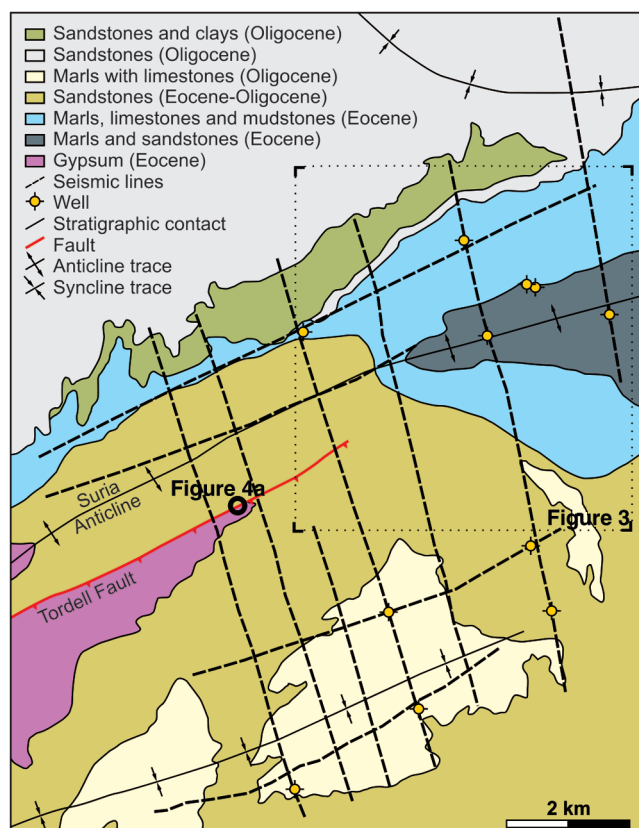 Sandstones and clays (Oligocene)
Sandstones (Oligocene)
Marls with limestones (Oligocene)
Sandstones (Eocene-Oligocene)
Marls, limestones and mudstones (Eocene)
Marls and sandstones (Eocene)
Gypsum (Eocene)
Seismic lines
Well
Stratigraphic contact
Fault
Anticline trace
Syncline trace
Suria
Anticline
Figure 4a
Figure 3
Tordell Fault
2 km